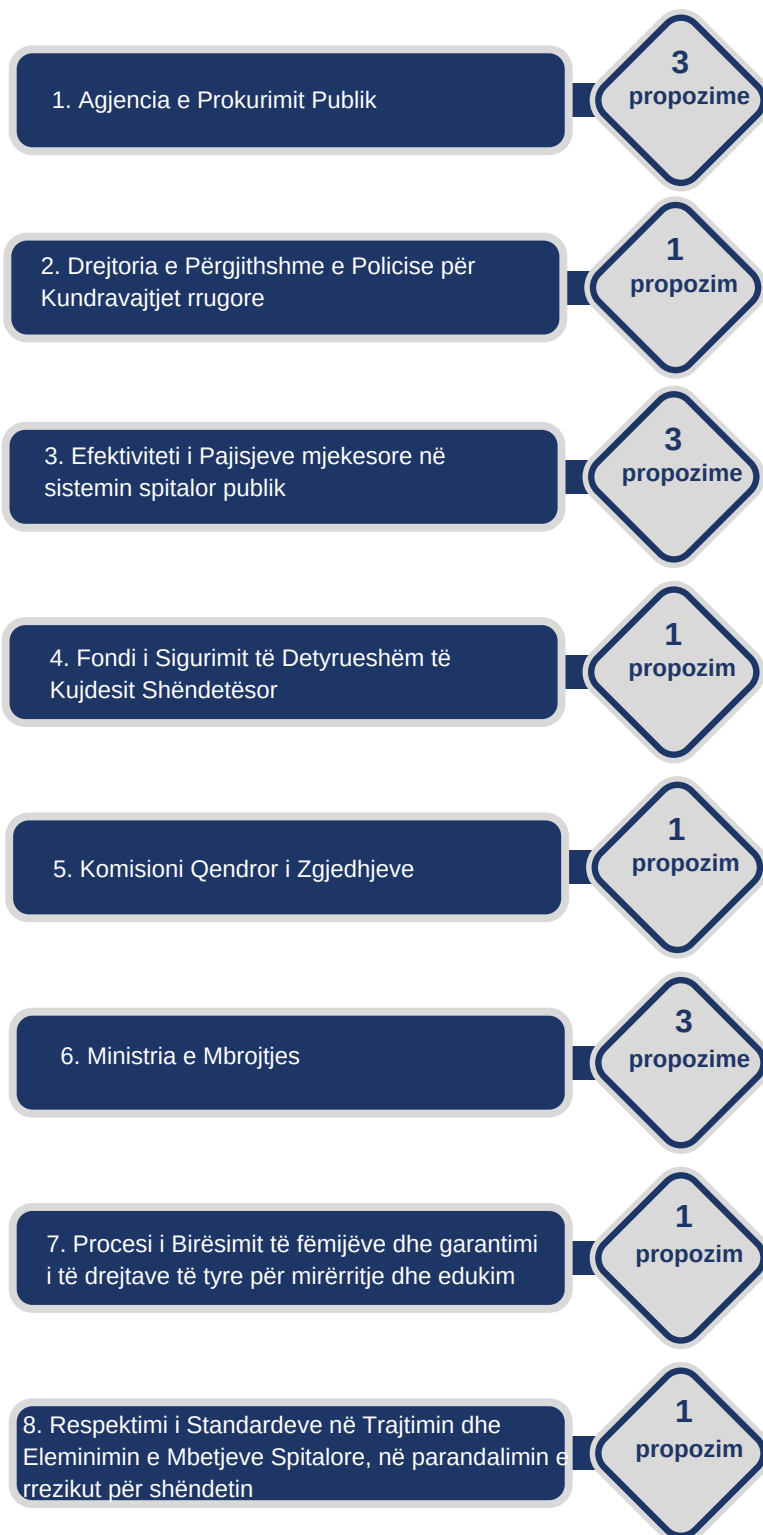 1. Agjencia e Prokurimit Publik
3
propozime
2. Drejtoria e Përgjithshme e Policise për
Kundravajtjet rrugore
1
propozim
3. Efektiviteti i Pajisjeve mjekesore në
sistemin spitalor publik
3
propozime
4. Fondi i Sigurimit të Detyrueshëm të
Kujdesit Shëndetësor
1
propozim
5. Komisioni Qendror i Zgjedhjeve
1
propozim
6. Ministria e Mbrojtjes
3
propozime
7. Procesi i Birësimit të fëmijëve dhe garantimi
i të drejtave të tyre për mirërritje dhe edukim
1
propozim
8. Respektimi i Standardeve në Trajtimin dhe
Eleminimin e Mbetjeve Spitalore, në parandalimin e
rrezikut për shëndetin
1
propozim